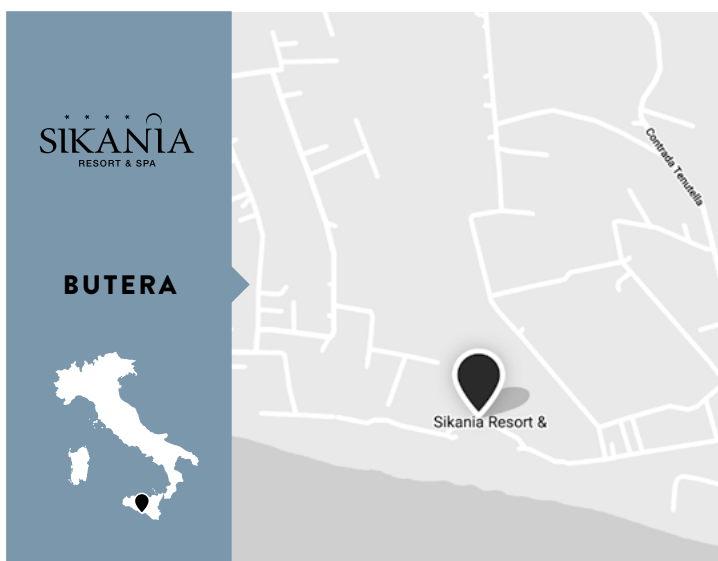 ★ ★ ★ ★
SIKANIA
RESORT & SPA
BUTERA
Contrada Tenutella
Sikania Resort &